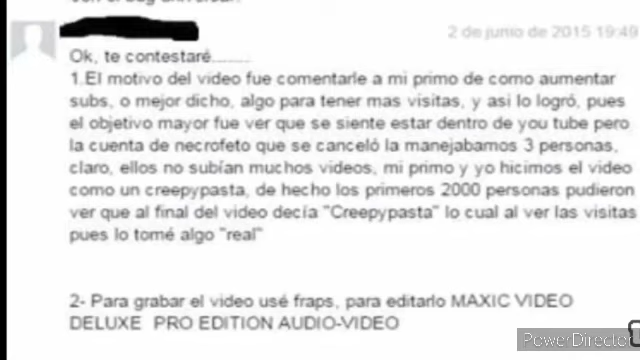 2 de junio de 2015 19:49
Ok, te contestaré........
1.El motivo del video fue comentarle a mi primo de como aumentar
subs, o mejor dicho, algo para tener mas visitas, y asi lo logró, pues
el objetivo mayor fue ver que se siente estar dentro de you tube pero
la cuenta de necrofeto que se canceló la manejabamos 3 personas,
claro, ellos no subían muchos videos, mi primo y yo hicimos el video
como un creepypasta, de hecho los primeros 2000 personas pudieron
ver que al final del video decía "Creepypasta" lo cual al ver las visitas
pues lo tomé algo "real"
2- Para grabar el video usé fraps, para editarlo MAXIC VIDEO
DELUXE PRO EDITION AUDIO-VIDEO
PowerDirector